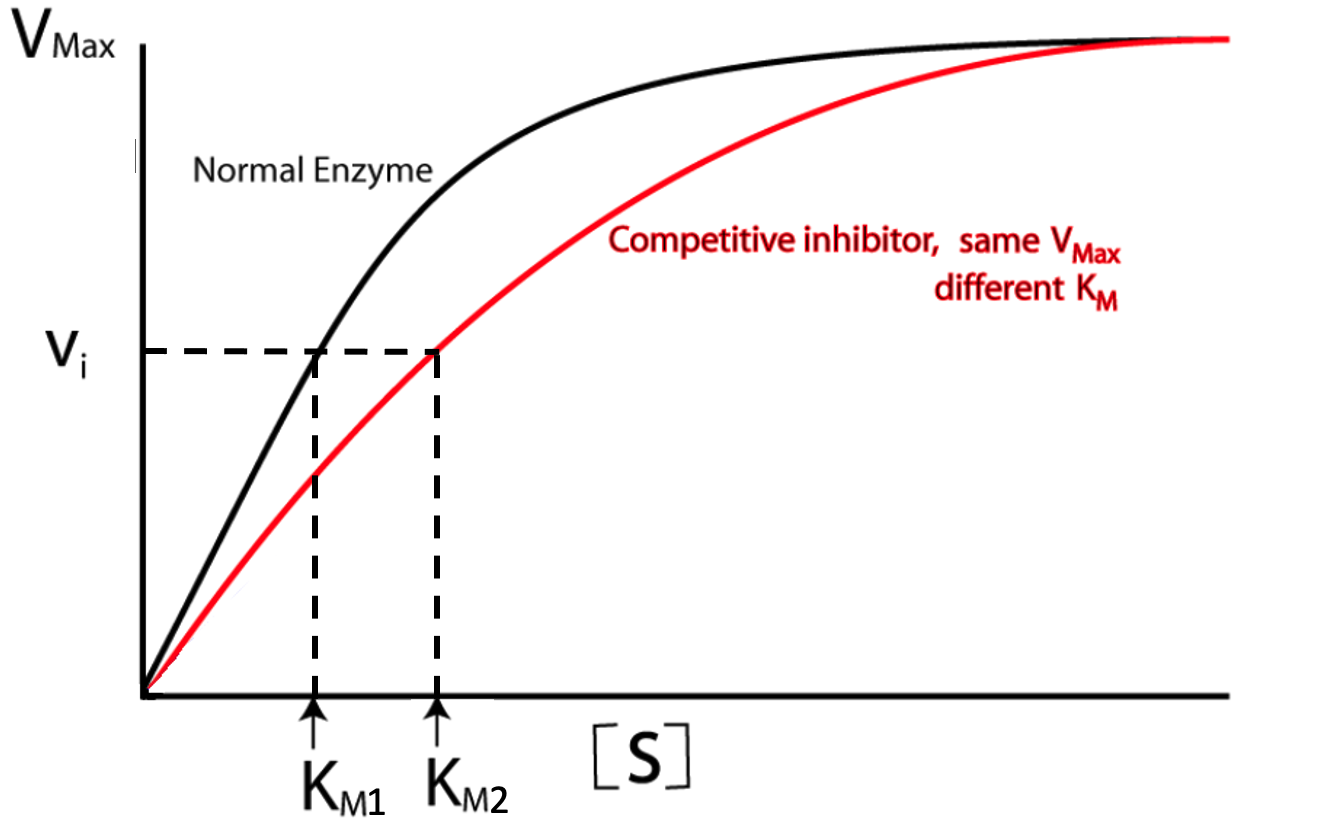 VMax
Normal Enzyme
Competitive inhibitor, same VMax
different KM
Vi
KM1
KM2
[S]